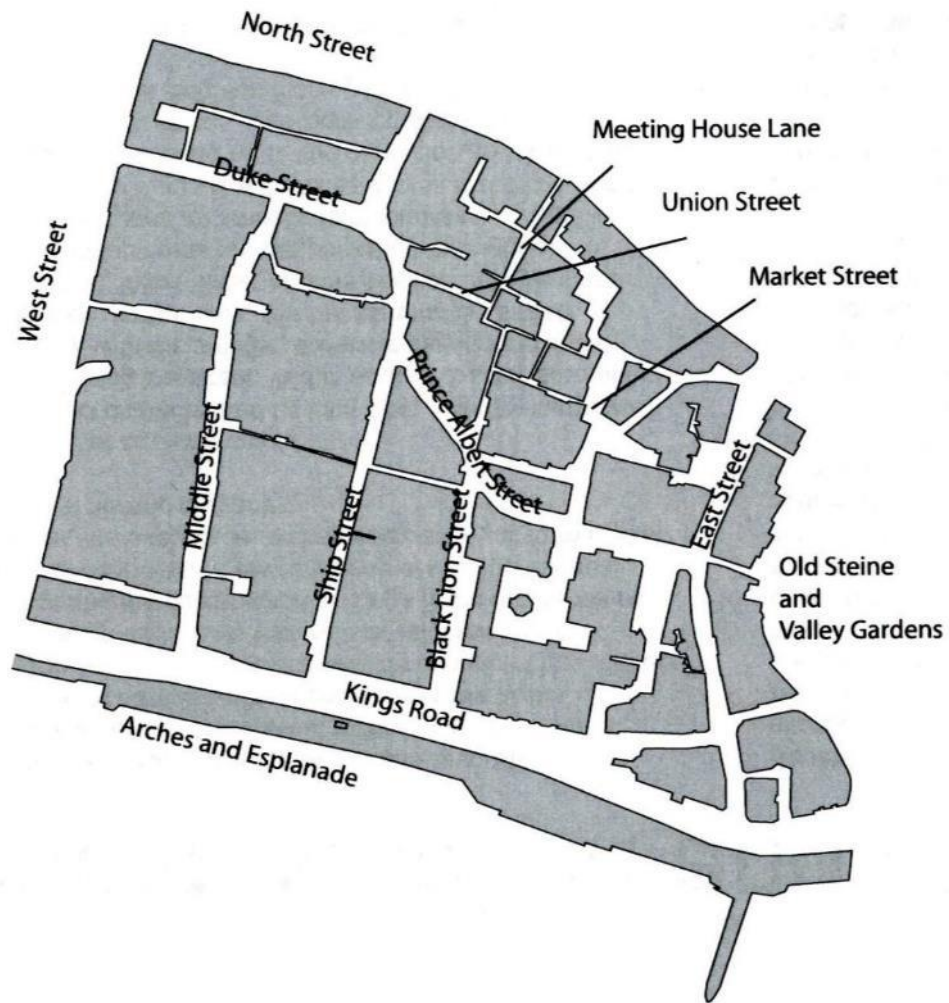 North Street
Meeting House Lane
Duke Street
Union Street
West Street
Market Street
Prince Albert Street
Middle Street
East Street
Ship Street
Black Lion Street
Old Steine
and
Valley Gardens
Kings Road
Arches and Esplanade